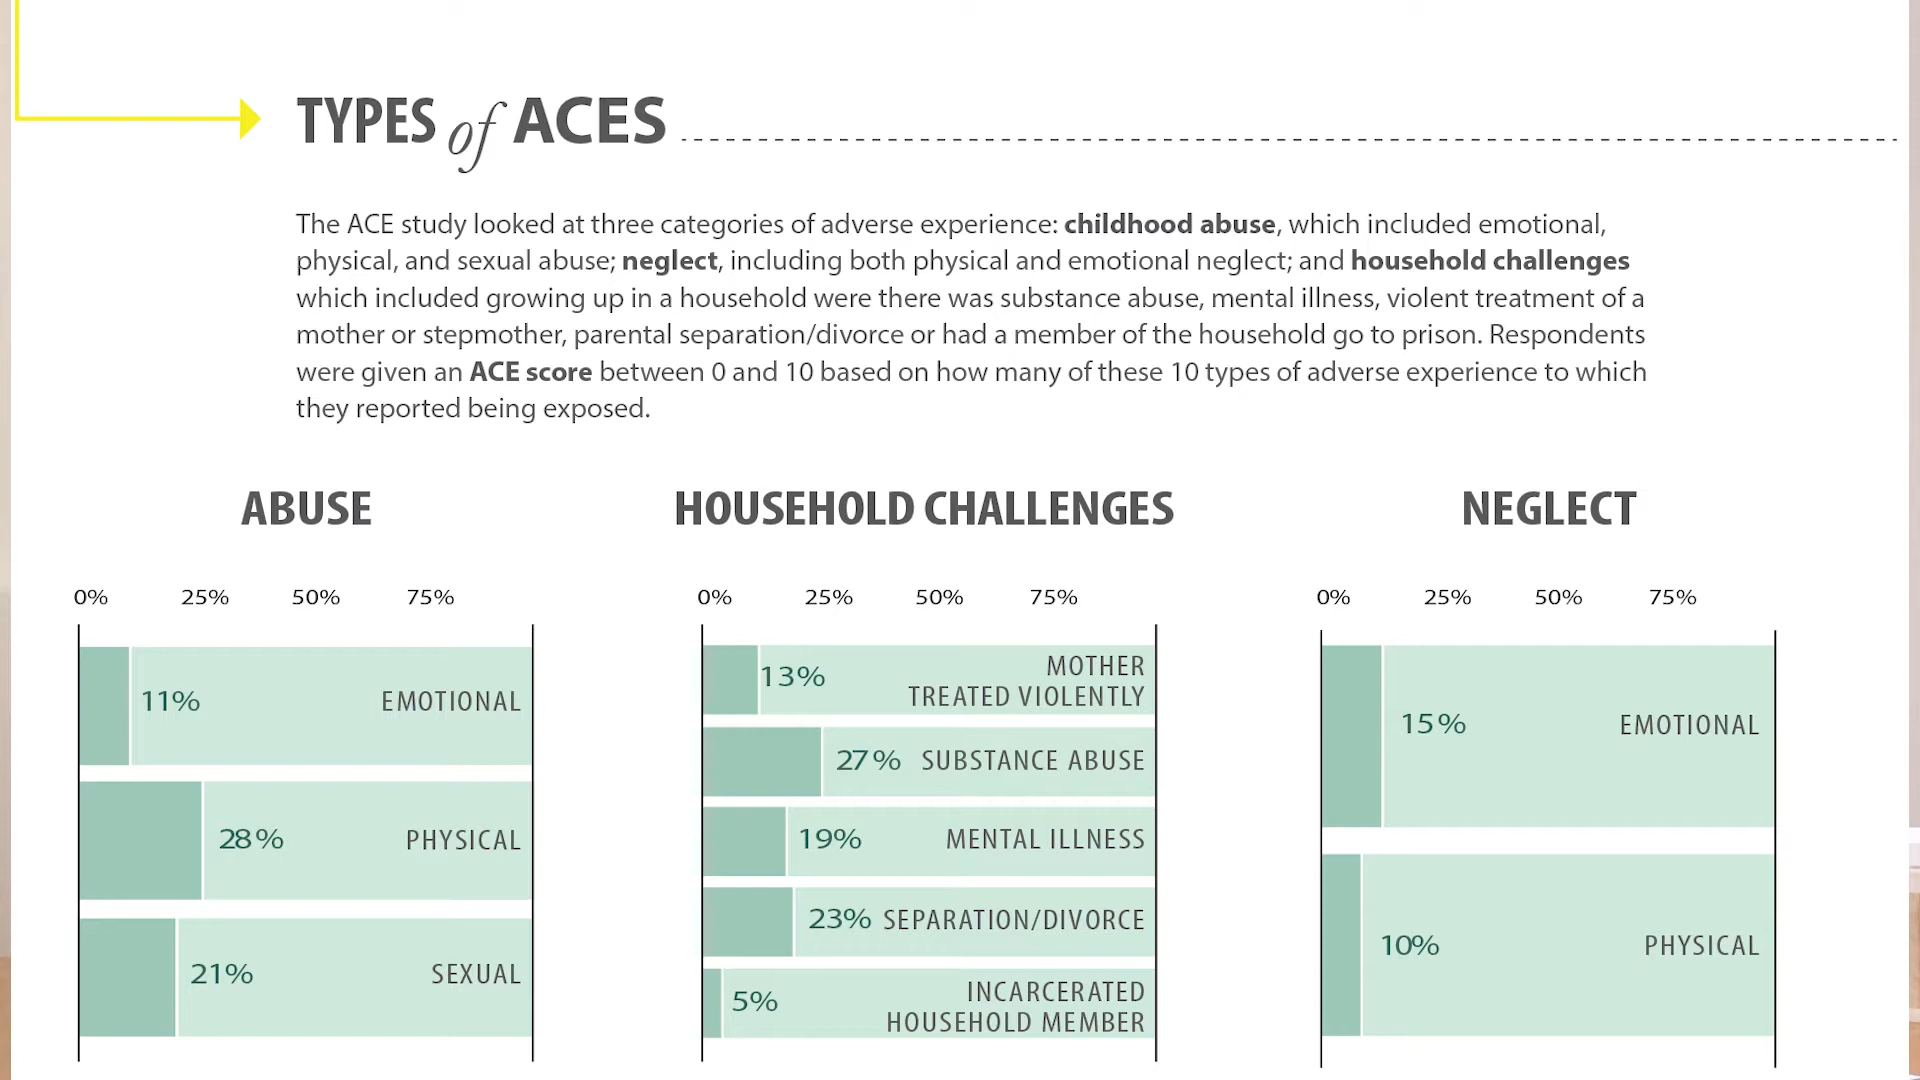 TYPES of ACES
The ACE study looked at three categories of adverse experience: childhood abuse, which included emotional,
physical, and sexual abuse; neglect, including both physical and emotional neglect; and household challenges
which included growing up in a household were there was substance abuse, mental illness, violent treatment of a
mother or stepmother, parental separation/divorce or had a member of the household go to prison. Respondents
were given an ACE score between 0 and 10 based on how many of these 10 types of adverse experience to which
they reported being exposed.
ABUSE
0% 25% 50% 75%
11% EMOTIONAL
28% PHYSICAL
21% SEXUAL
HOUSEHOLD CHALLENGES
0% 25% 50% 75%
13% MOTHER
TREATED VIOLENTLY
27% SUBSTANCE ABUSE
19% MENTAL ILLNESS
23% SEPARATION/DIVORCE
5% INCARCERATED
HOUSEHOLD MEMBER
NEGLECT
0% 25% 50% 75%
15% EMOTIONAL
10% PHYSICAL